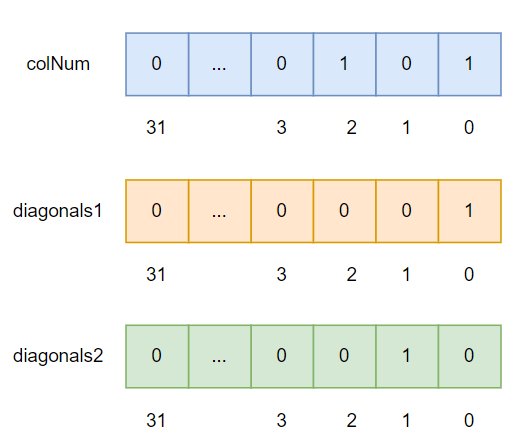 colNum 0 ... 0 1 0 1
31 3 2 1 0
diagonals1 0 ... 0 0 0 1
31 3 2 1 0
diagonals2 0 ... 0 0 1 0
31 3 2 1 0